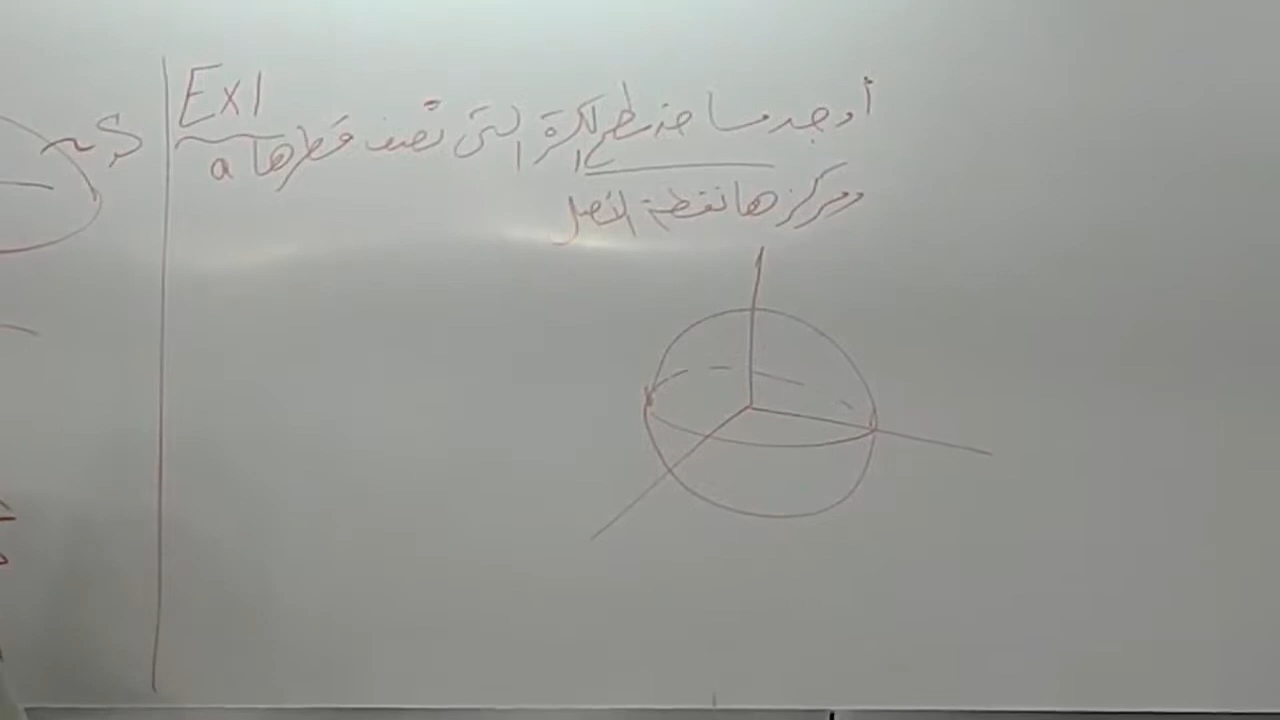 Ex1
أوجد مساحة سطح الكرة التي نصف قطرها a
ومركزها نقطة الأصل
S